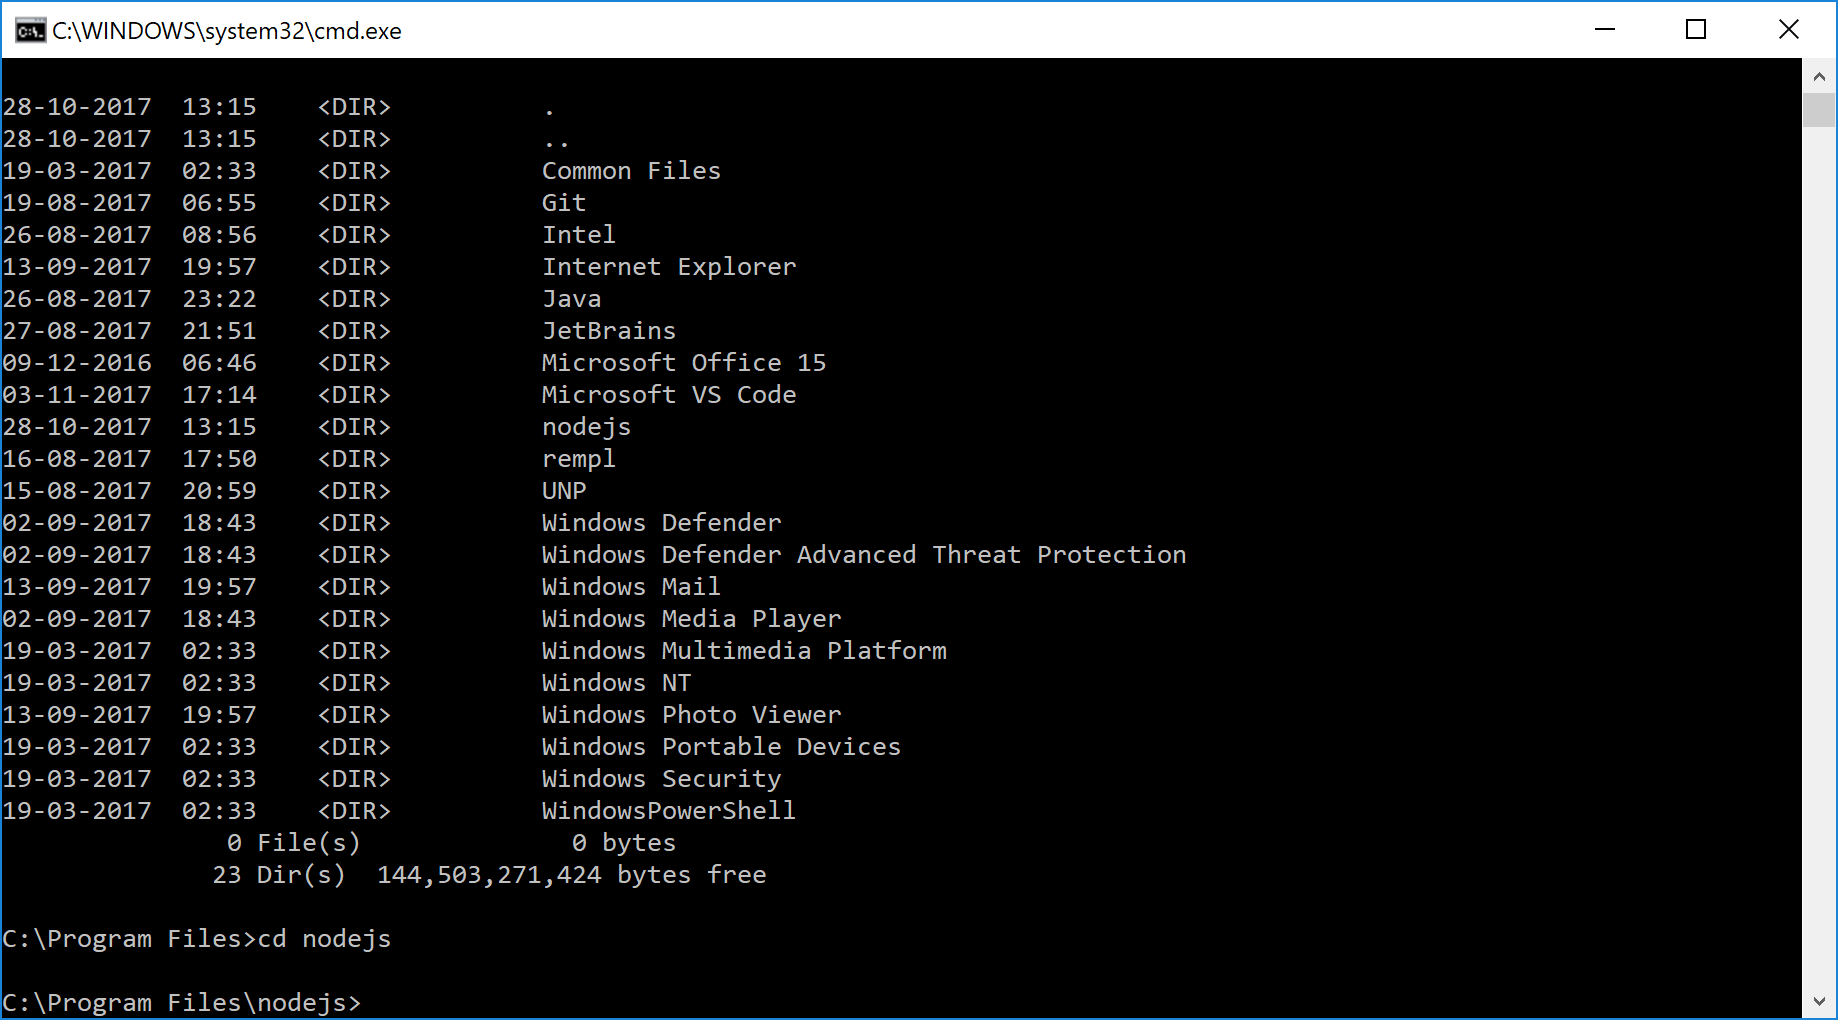 C:\WINDOWS\system32\cmd.exe
28-10-2017  13:15    <DIR>          .
28-10-2017  13:15    <DIR>          ..
19-03-2017  02:33    <DIR>          Common Files
19-08-2017  06:55    <DIR>          Git
26-08-2017  08:56    <DIR>          Intel
13-09-2017  19:57    <DIR>          Internet Explorer
26-08-2017  23:22    <DIR>          Java
27-08-2017  21:51    <DIR>          JetBrains
09-12-2016  06:46    <DIR>          Microsoft Office 15
03-11-2017  17:14    <DIR>          Microsoft VS Code
28-10-2017  13:15    <DIR>          nodejs
16-08-2017  17:50    <DIR>          rempl
15-08-2017  20:59    <DIR>          UNP
02-09-2017  18:43    <DIR>          Windows Defender
02-09-2017  18:43    <DIR>          Windows Defender Advanced Threat Protection
13-09-2017  19:57    <DIR>          Windows Mail
02-09-2017  18:43    <DIR>          Windows Media Player
19-03-2017  02:33    <DIR>          Windows Multimedia Platform
19-03-2017  02:33    <DIR>          Windows NT
13-09-2017  19:57    <DIR>          Windows Photo Viewer
19-03-2017  02:33    <DIR>          Windows Portable Devices
19-03-2017  02:33    <DIR>          Windows Security
19-03-2017  02:33    <DIR>          WindowsPowerShell
               0 File(s)              0 bytes
              23 Dir(s)  144,503,271,424 bytes free
C:\Program Files>cd nodejs
C:\Program Files\nodejs>